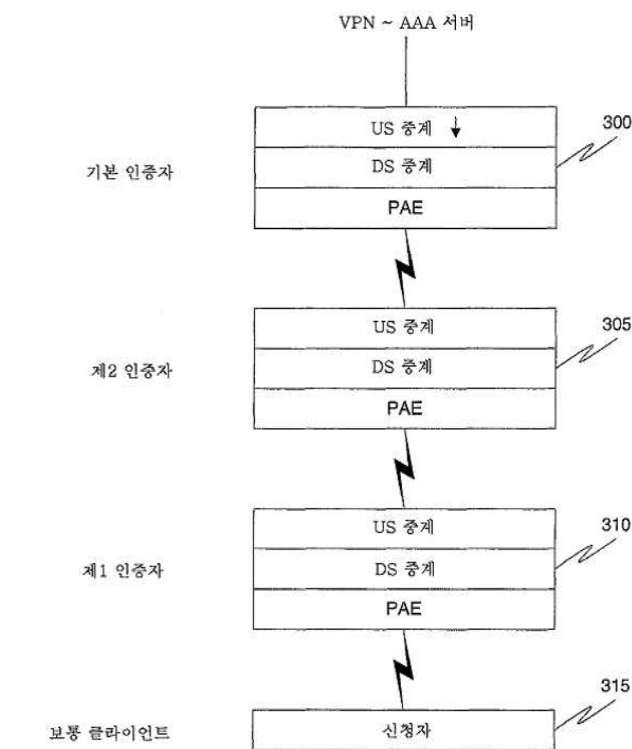 VPN ~ AAA 서버
US 중계
300
기본 인증자
DS 중계
PAE
US 중계
305
제2 인증자
DS 중계
PAE
US 중계
310
제1 인증자
DS 중계
PAE
315
보통 클라이언트
신청자